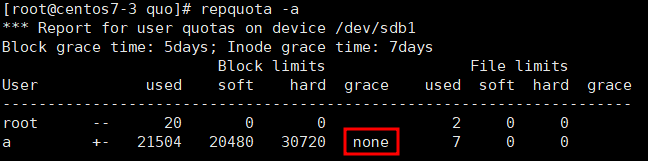 [root@centos7-3 quo]# repquota -a
*** Report for user quotas on device /dev/sdb1
Block grace time: 5days; Inode grace time: 7days
                        Block limits                File limits
User            used    soft    hard  grace    used  soft  hard  grace
----------------------------------------------------------------------
root      --      20       0       0              2     0     0
a         +-   21504   20480   30720   none       7     0     0